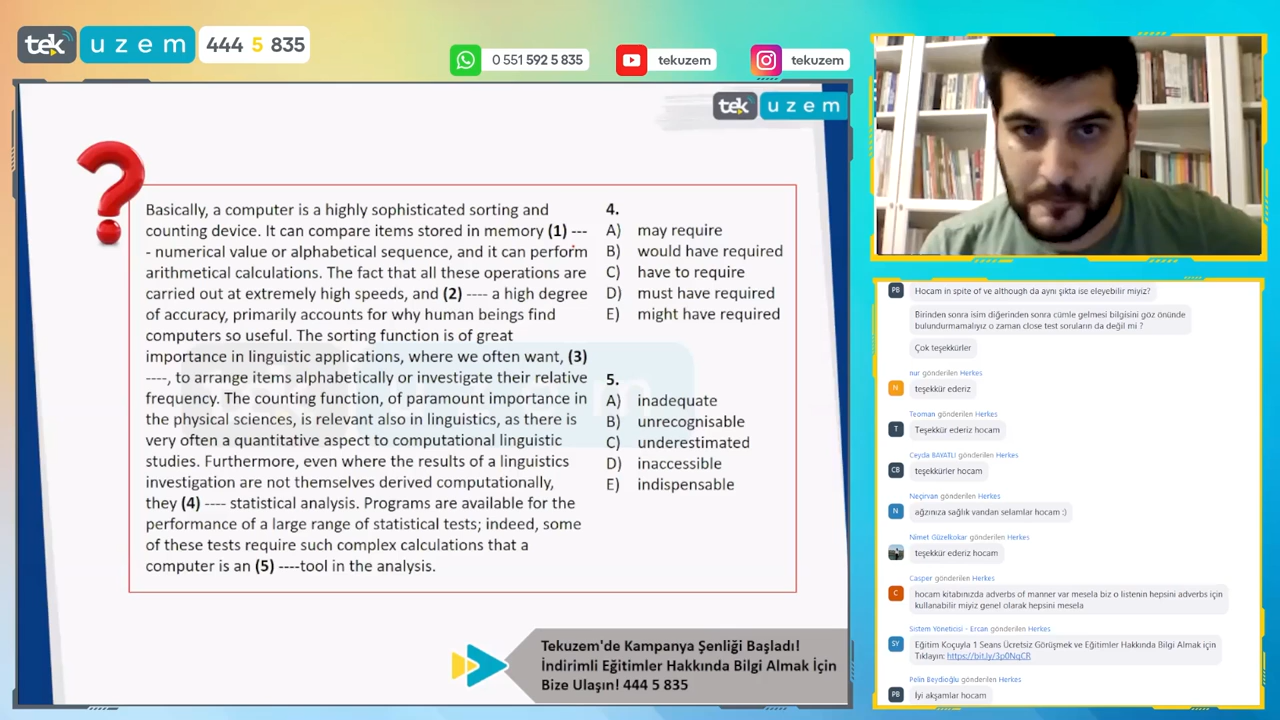 tek uzem 444 5 835
0 551 592 5 835
tekuzem
tekuzem
tek uzem
Basically, a computer is a highly sophisticated sorting and
counting device. It can compare items stored in memory (1) ---
- numerical value or alphabetical sequence, and it can perform
arithmetical calculations. The fact that all these operations are
carried out at extremely high speeds, and (2) ---- a high degree
of accuracy, primarily accounts for why human beings find
computers so useful. The sorting function is of great
importance in linguistic applications, where we often want, (3)
----, to arrange items alphabetically or investigate their relative
frequency. The counting function, of paramount importance in
the physical sciences, is relevant also in linguistics, as there is
very often a quantitative aspect to computational linguistic
studies. Furthermore, even where the results of a linguistics
investigation are not themselves derived computationally,
they (4) ---- statistical analysis. Programs are available for the
performance of a large range of statistical tests; indeed, some
of these tests require such complex calculations that a
computer is an (5) ----tool in the analysis.
4.
A) may require
B) would have required
C) have to require
D) must have required
E) might have required
5.
A) inadequate
B) unrecognisable
C) underestimated
D) inaccessible
E) indispensable
Tekuzem'de Kampanya Şenliği Başladı!
İndirimli Eğitimler Hakkında Bilgi Almak İçin
Bize Ulaşın! 444 5 835
PB
Hocam in spite of ve although da ayni şıkta ise eleyebilir miyiz?
Birinden sonra isim diğerinden sonra cümle gelmesi bilgisini göz önünde
bulundurmamalıyız o zaman close test soruların da değil mi ?
Çok teşekkürler
nur gönderilen Herkes
N
teşekkür ederiz
Teoman gönderilen Herkes
T
Teşekkür ederiz hocam
Ceyda BAYATLI gönderilen Herkes
CB
teşekkürler hocam
Neçirvan gönderilen Herkes
N
ağzınıza sağlık vandan selamlar hocam :)
Nimet Güzelkokar gönderilen Herkes
teşekkür ederiz hocam
Casper gönderilen Herkes
C
hocam kitabınızda adverbs of manner var mesela biz o listenin hepsini adverbs için
kullanabilir miyiz genel olarak hepsini mesela
Sistem Yöneticisi - Ercan gönderilen Herkes
SY
Eğitim Koçuyla 1 Seans Ücretsiz Görüşmek ve Eğitimler Hakkında Bilgi Almak için
Tıklayın: https://bit.ly/3p0NqCR
Pelin Beydioğlu gönderilen Herkes
PB
İyi akşamlar hocam